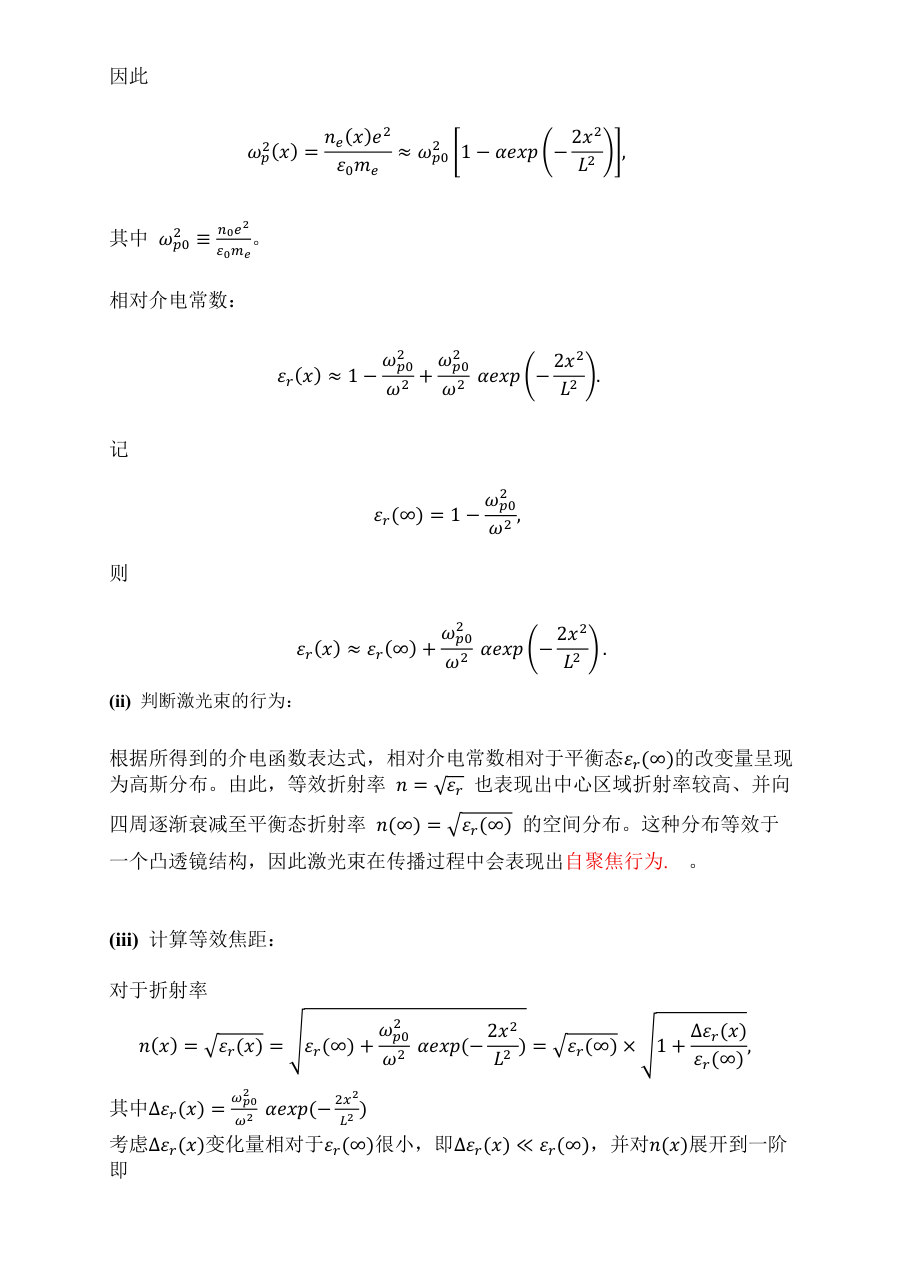 因此
ω_p^2(x) = n_e(x)e^2 / ε_0m_e ≈ ω_{p0}^2 [1 − αexp(− 2x^2 / L^2)],
其中 ω_{p0}^2 ≡ n_0e^2 / ε_0m_e。
相对介电常数：
ε_r(x) ≈ 1 − ω_{p0}^2 / ω^2 + ω_{p0}^2 / ω^2 αexp(− 2x^2 / L^2).
记
ε_r(∞) = 1 − ω_{p0}^2 / ω^2,
则
ε_r(x) ≈ ε_r(∞) + ω_{p0}^2 / ω^2 αexp(− 2x^2 / L^2).
(ii) 判断激光束的行为：
根据所得到的介电函数表达式，相对介电常数相对于平衡态ε_r(∞)的改变量呈现
为高斯分布。由此，等效折射率 n = √ε_r 也表现出中心区域折射率较高、并向
四周逐渐衰减至平衡态折射率 n(∞) = √ε_r(∞) 的空间分布。这种分布等效于
一个凸透镜结构，因此激光束在传播过程中会表现出自聚焦行为. 。
(iii) 计算等效焦距：
对于折射率
n(x) = √ε_r(x) = √(ε_r(∞) + ω_{p0}^2 / ω^2 αexp(− 2x^2 / L^2)) = √ε_r(∞) × √(1 + Δε_r(x) / ε_r(∞)),
其中Δε_r(x) = ω_{p0}^2 / ω^2 αexp(− 2x^2 / L^2)
考虑Δε_r(x)变化量相对于ε_r(∞)很小，即Δε_r(x) ≪ ε_r(∞)，并对n(x)展开到一阶
即